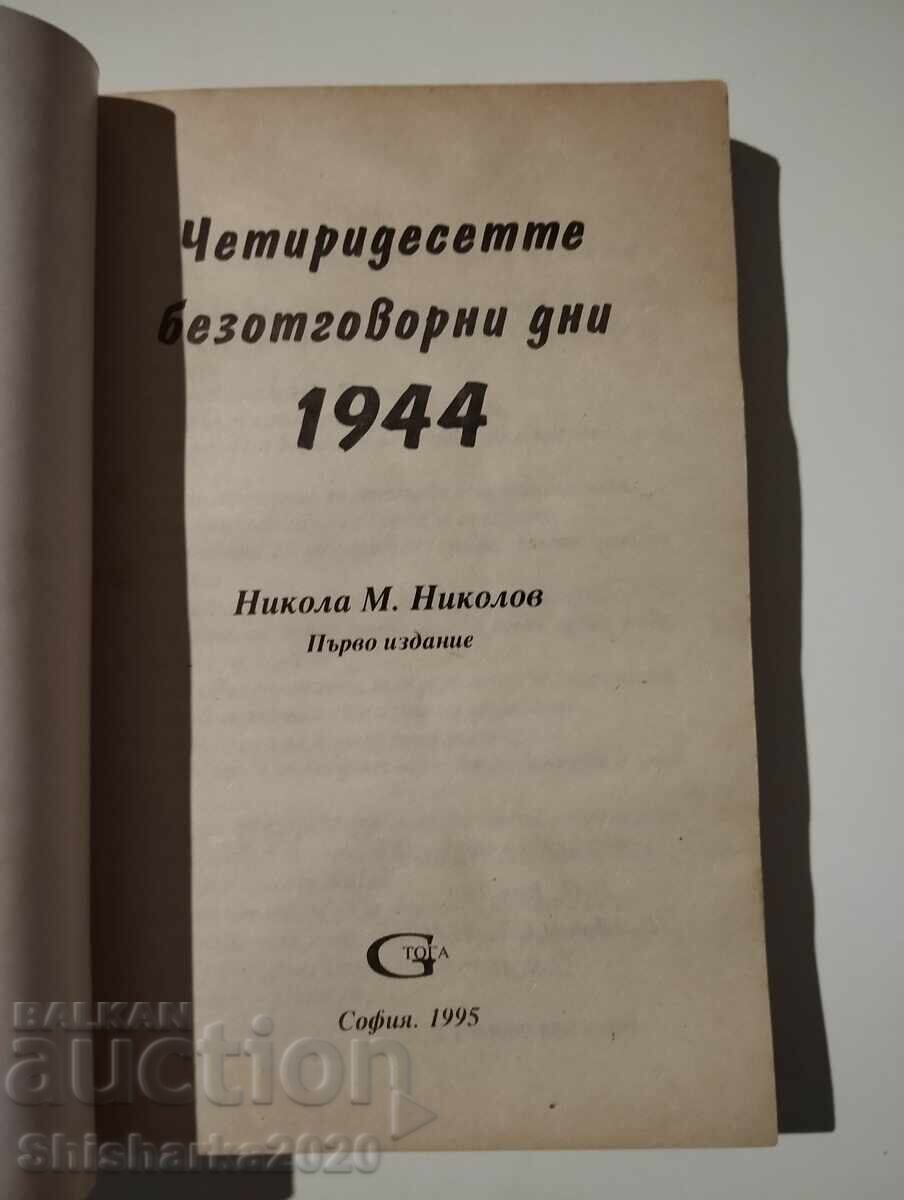 Четиридесетте
безотговорни дни
1944
Никола М. Николов
Първо издание
G ТОГА
София. 1995
BALKAN
auction
Shisharka2020